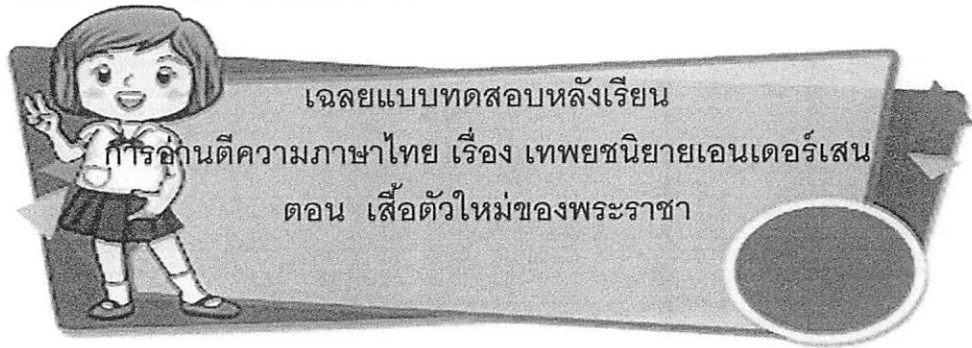 เฉลยแบบทดสอบหลังเรียน
การอ่านตีความภาษาไทย เรื่อง เทพยชนิยายเอนเดอร์เสน
ตอน เสื้อตัวใหม่ของพระราชา